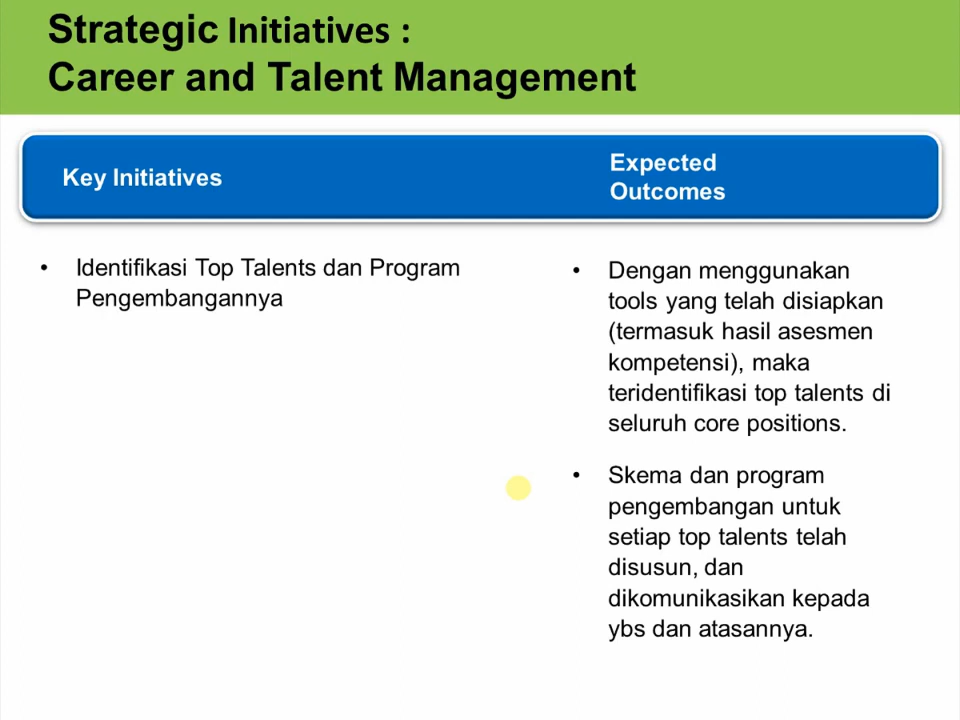 Strategic Initiatives :
Career and Talent Management
Key Initiatives
Expected
Outcomes
• Identifikasi Top Talents dan Program
Pengembangannya
• Dengan menggunakan
tools yang telah disiapkan
(termasuk hasil asesmen
kompetensi), maka
teridentifikasi top talents di
seluruh core positions.
• Skema dan program
pengembangan untuk
setiap top talents telah
disusun, dan
dikomunikasikan kepada
ybs dan atasannya.